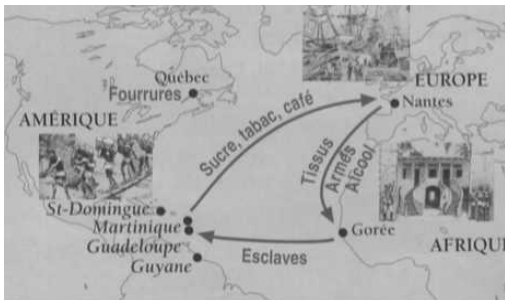 Québec
Fourrures
EUROPE
Nantes
AMÉRIQUE
Sucre, tabac, café
Tissus
Armes
Alcool
St-Domingue
Martinique
Guadeloupe
Guyane
Esclaves
Gorée
AFRIQUE